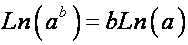 Ln(a^b) = bLn(a)